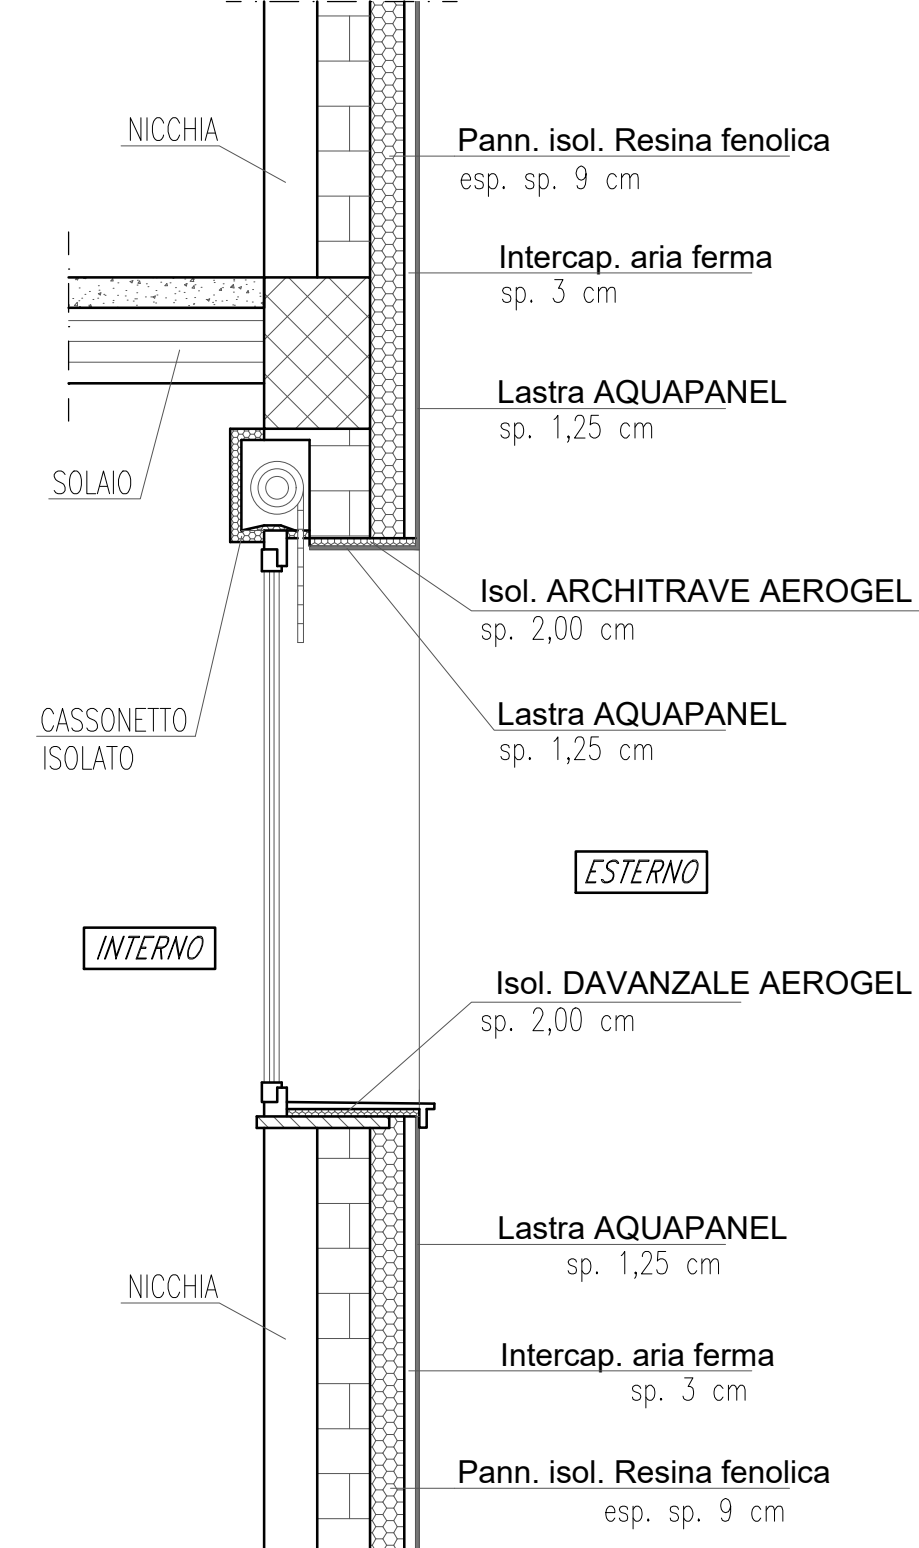 NICCHIA
Pann. isol. Resina fenolica
esp. sp. 9 cm
Intercap. aria ferma
sp. 3 cm
Lastra AQUAPANEL
sp. 1,25 cm
SOLAIO
Isol. ARCHITRAVE AEROGEL
sp. 2,00 cm
CASSONETTO
ISOLATO
Lastra AQUAPANEL
sp. 1,25 cm
ESTERNO
INTERNO
Isol. DAVANZALE AEROGEL
sp. 2,00 cm
Lastra AQUAPANEL
sp. 1,25 cm
NICCHIA
Intercap. aria ferma
sp. 3 cm
Pann. isol. Resina fenolica
esp. sp. 9 cm